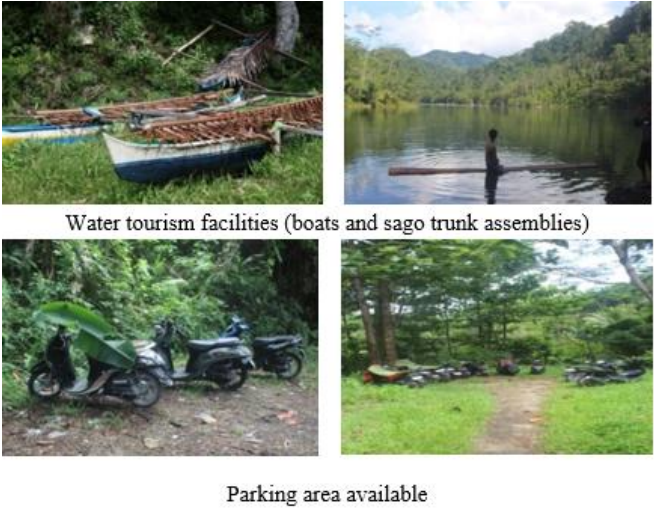 Water tourism facilities (boats and sago trunk assemblies)
Parking area available